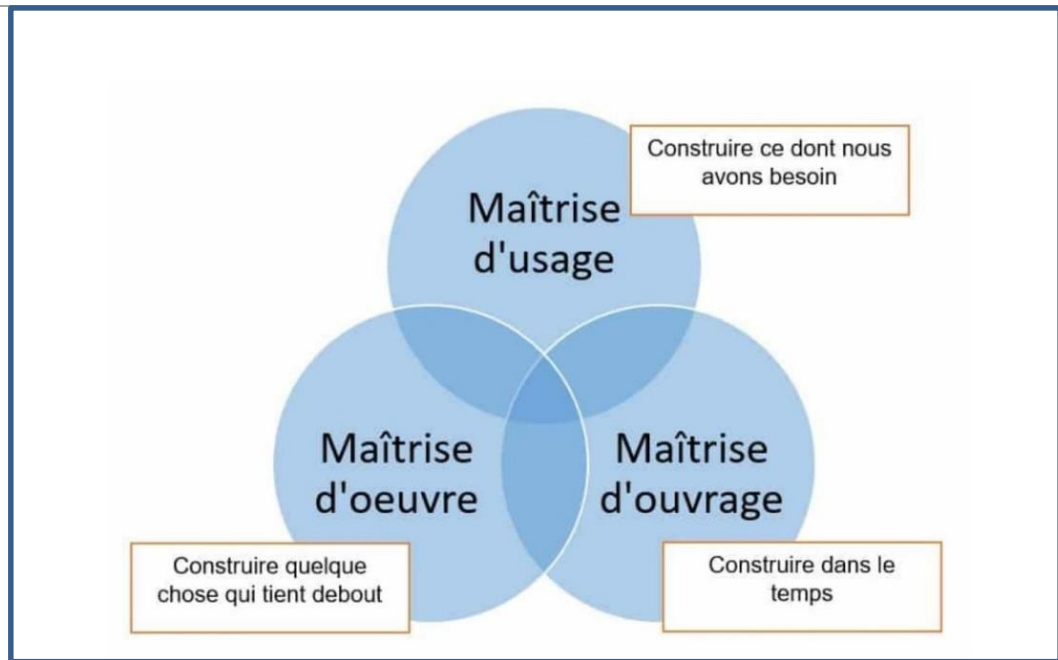 Construire ce dont nous
avons besoin
Maîtrise
d'usage
Maîtrise
d'oeuvre
Maîtrise
d'ouvrage
Construire quelque
chose qui tient debout
Construire dans le
temps